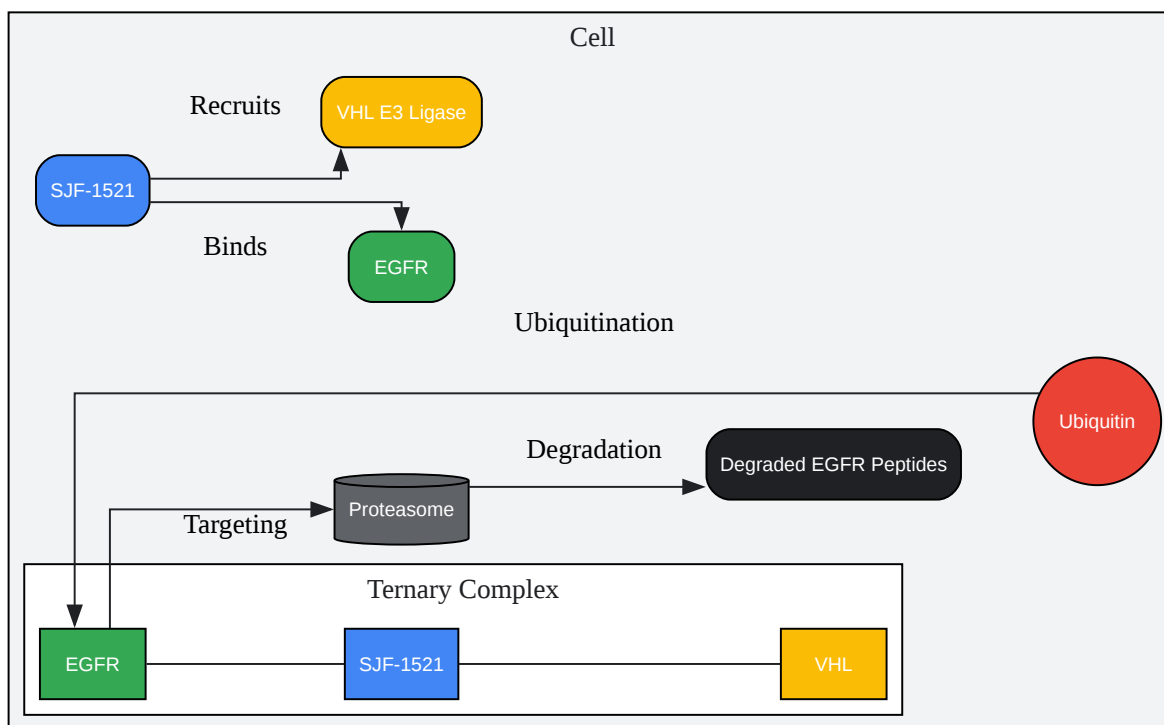 Cell
Recruits
VHL E3 Ligase
SJF-1521
Binds
EGFR
Ubiquitination
Ubiquitin
Degradation
Degraded EGFR Peptides
Proteasome
Targeting
Ternary Complex
EGFR
SJF-1521
VHL